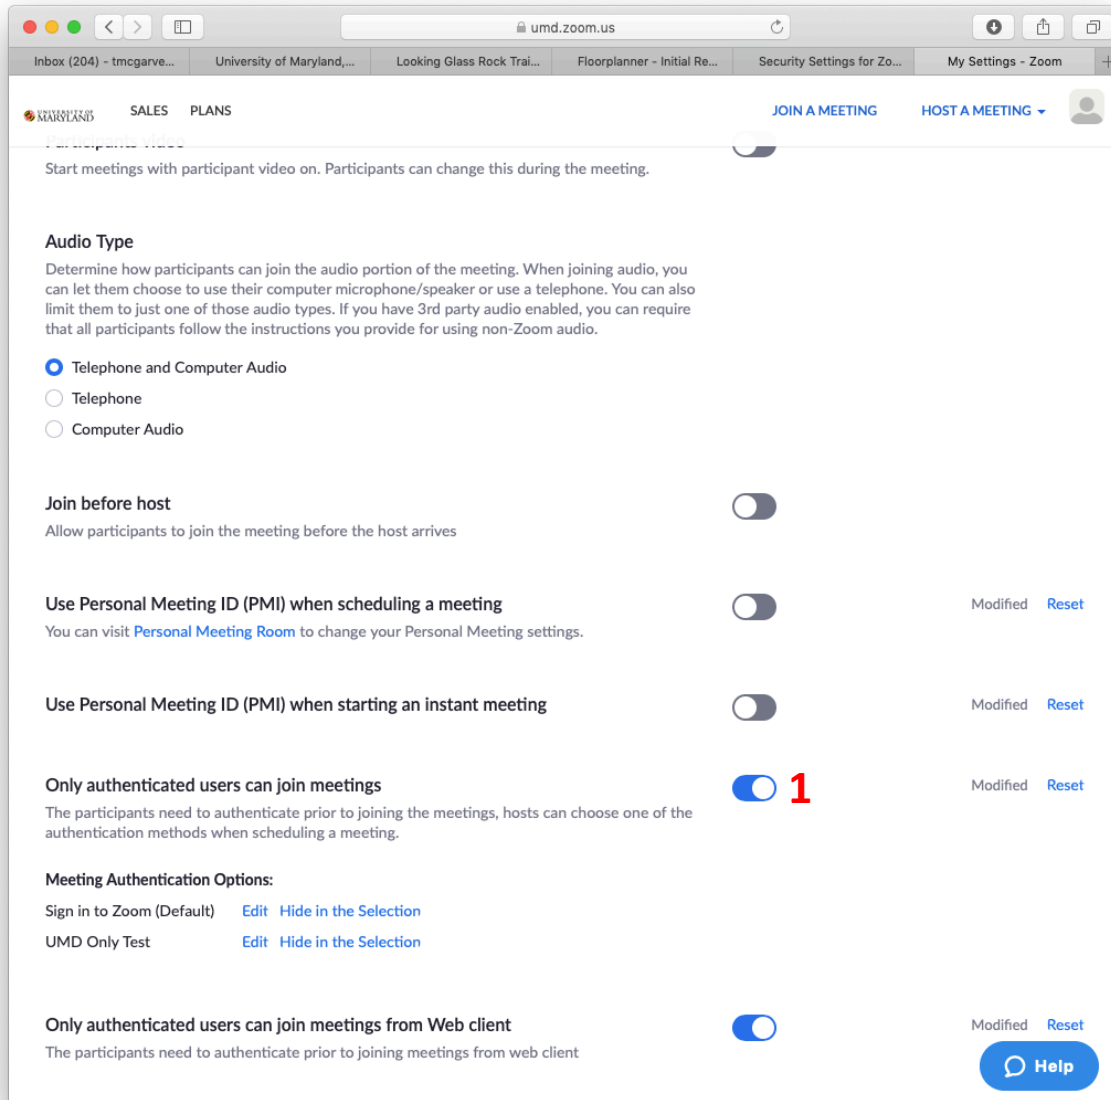 umd.zoom.us
Inbox (204) - tmcgarve...
University of Maryland,...
Looking Glass Rock Trai...
Floorplanner - Initial Re...
Security Settings for Zo...
My Settings - Zoom
UNIVERSITY OF
MARYLAND
SALES PLANS
JOIN A MEETING HOST A MEETING
Participants video
Start meetings with participant video on. Participants can change this during the meeting.
Audio Type
Determine how participants can join the audio portion of the meeting. When joining audio, you
can let them choose to use their computer microphone/speaker or use a telephone. You can also
limit them to just one of those audio types. If you have 3rd party audio enabled, you can require
that all participants follow the instructions you provide for using non-Zoom audio.
Telephone and Computer Audio
Telephone
Computer Audio
Join before host
Allow participants to join the meeting before the host arrives
Use Personal Meeting ID (PMI) when scheduling a meeting Modified Reset
You can visit Personal Meeting Room to change your Personal Meeting settings.
Use Personal Meeting ID (PMI) when starting an instant meeting Modified Reset
Only authenticated users can join meetings 1 Modified Reset
The participants need to authenticate prior to joining the meetings, hosts can choose one of the
authentication methods when scheduling a meeting.
Meeting Authentication Options:
Sign in to Zoom (Default) Edit Hide in the Selection
UMD Only Test Edit Hide in the Selection
Only authenticated users can join meetings from Web client Modified Reset
The participants need to authenticate prior to joining meetings from web client
Help